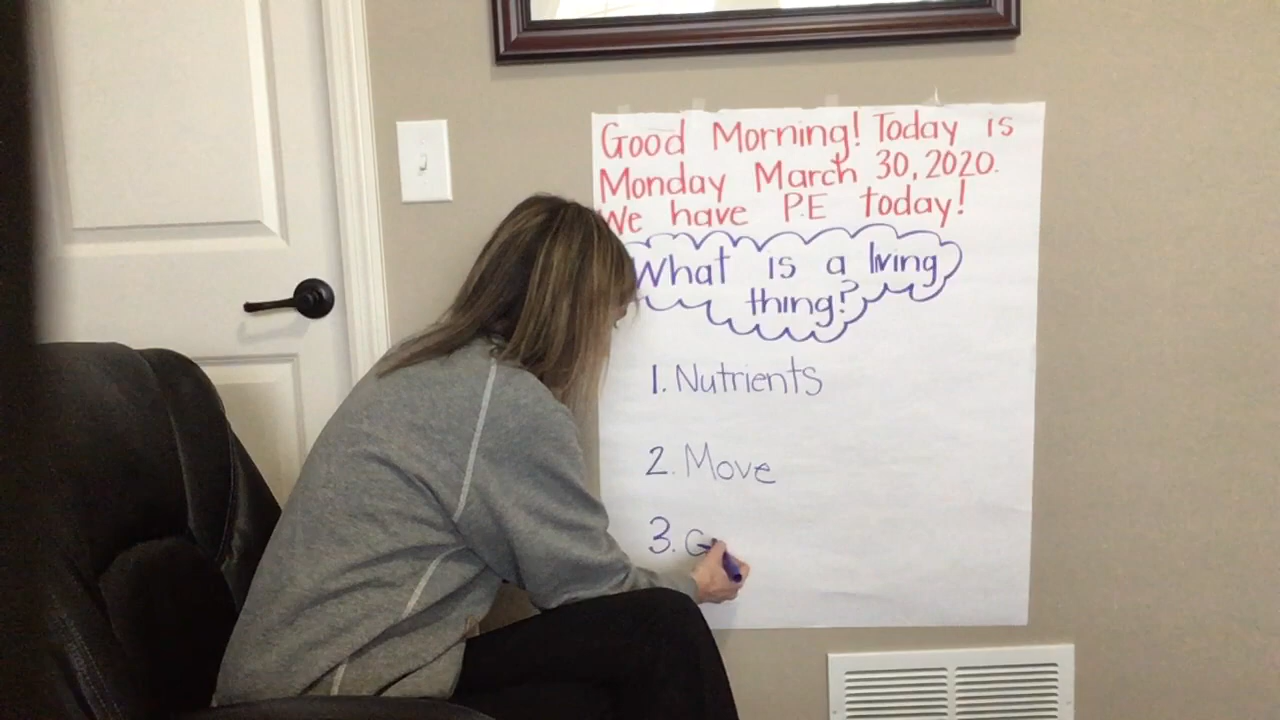 Good Morning! Today is
Monday March 30, 2020.
We have P.E today!
What is a living
thing?
1. Nutrients
2. Move
3. G